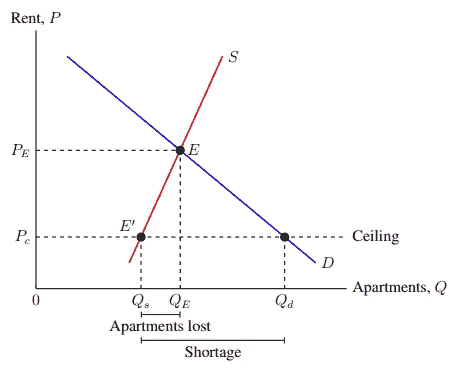 Rent, P
S
P_E
E
E′
P_c
Ceiling
D
Apartments, Q
0
Q_s
Q_E
Q_d
Apartments lost
Shortage